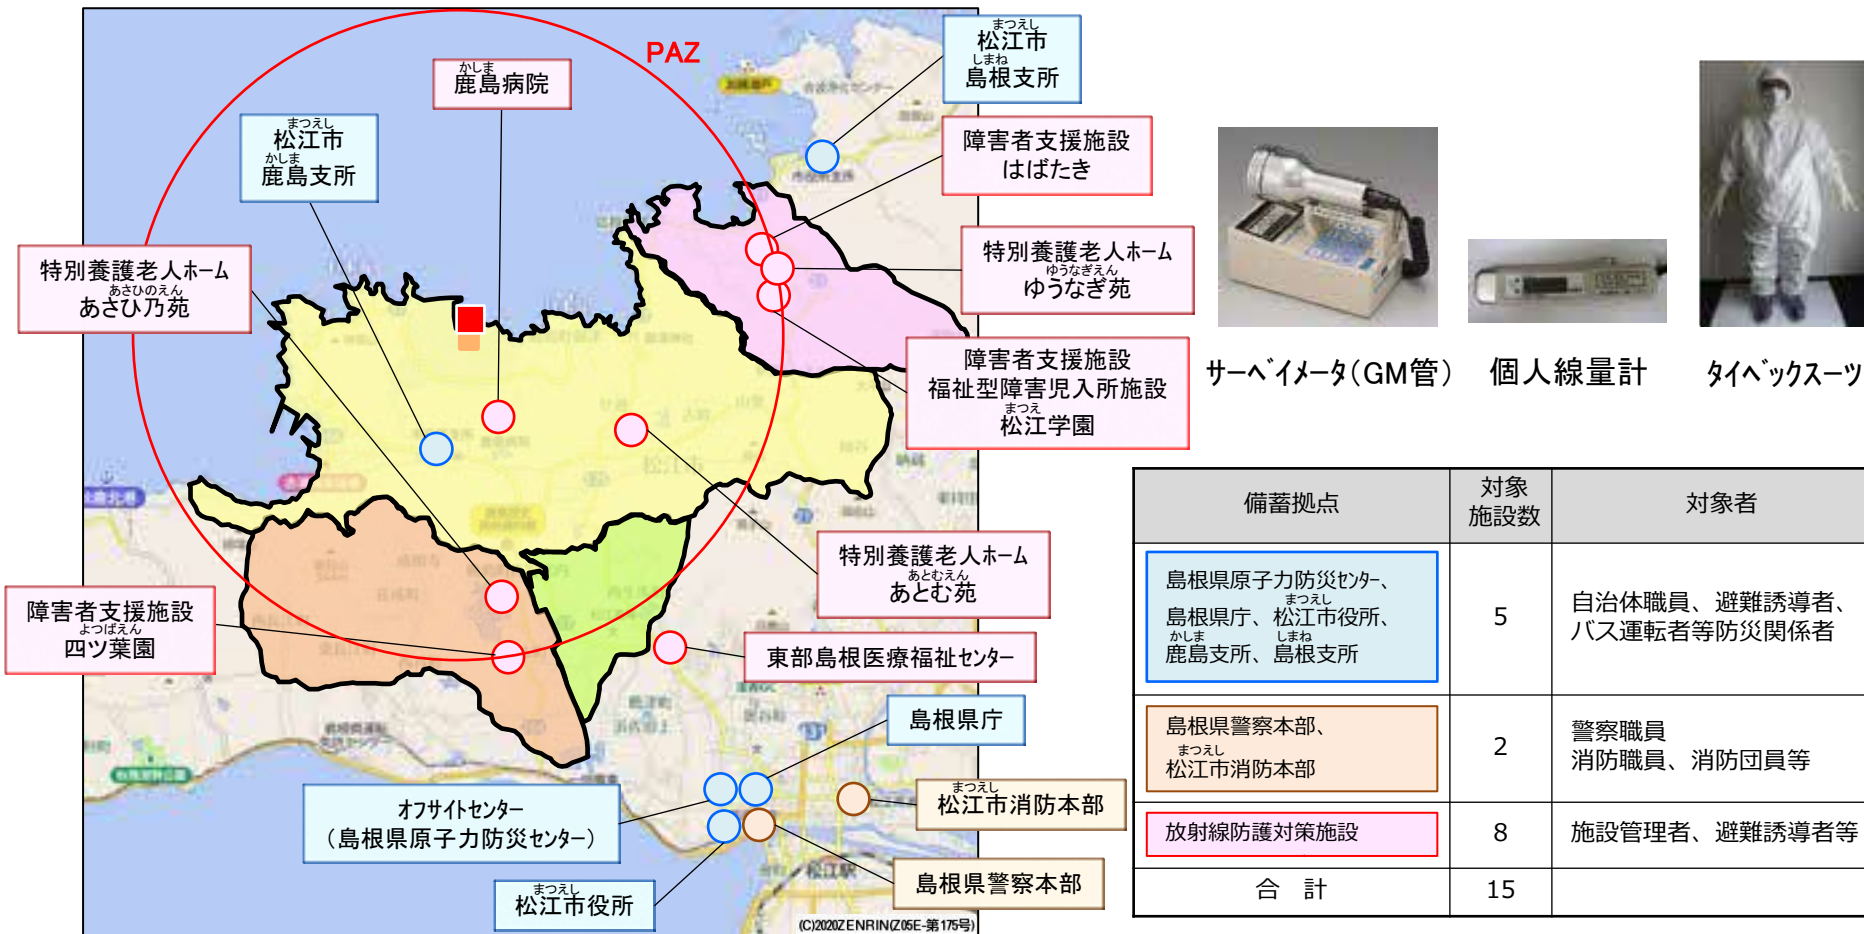 PAZ
まつえし
松江市
しまね
島根支所
かしま
鹿島病院
まつえし
松江市
かしま
鹿島支所
障害者支援施設
はばたき
特別養護老人ホーム
あさひのえん
あさひ乃苑
特別養護老人ホーム
ゆうなぎえん
ゆうなぎ苑
障害者支援施設
福祉型障害児入所施設
まつえ
松江学園
特別養護老人ホーム
あとむえん
あとむ苑
障害者支援施設
よつばえん
四ツ葉園
東部島根医療福祉センター
島根県庁
オフサイトセンター
（島根県原子力防災センター）
まつえし
松江市消防本部
島根県警察本部
まつえし
松江市役所
松江市
松江駅
(C)2020ZENRIN(Z05E-第175号)
サーベイメータ（GM管）
個人線量計
タイベックスーツ
備蓄拠点
対象
施設数
対象者
島根県原子力防災センター、
まつえし
島根県庁、松江市役所、
かしま しまね
鹿島支所、島根支所
5
自治体職員、避難誘導者、
バス運転者等防災関係者
島根県警察本部、
まつえし
松江市消防本部
2
警察職員
消防職員、消防団員等
放射線防護対策施設
8
施設管理者、避難誘導者等
合 計
15